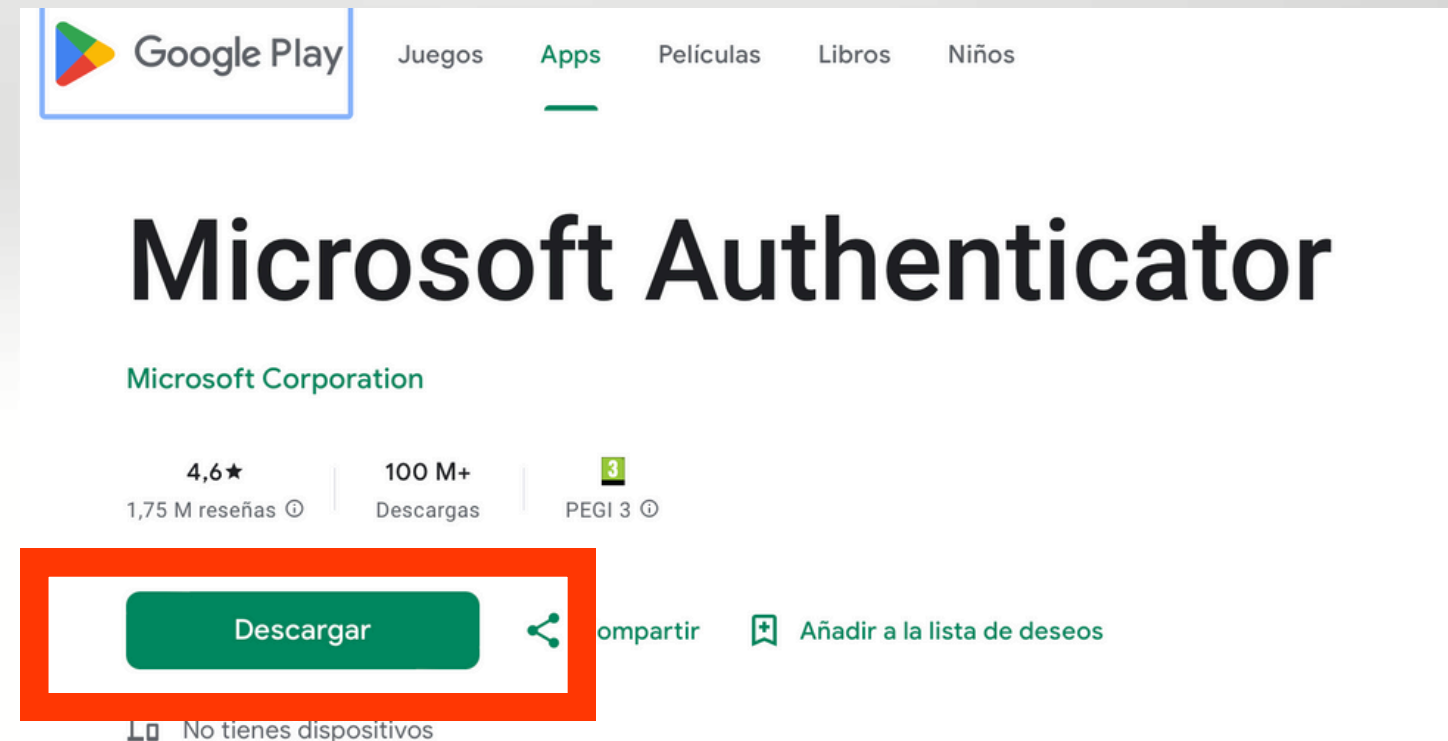 Google Play Juegos Apps Películas Libros Niños
Microsoft Authenticator
Microsoft Corporation
4,6★ 100 M+ 3
1,75 M reseñas Descargas PEGI 3
Descargar ompartir Añadir a la lista de deseos
No tienes dispositivos